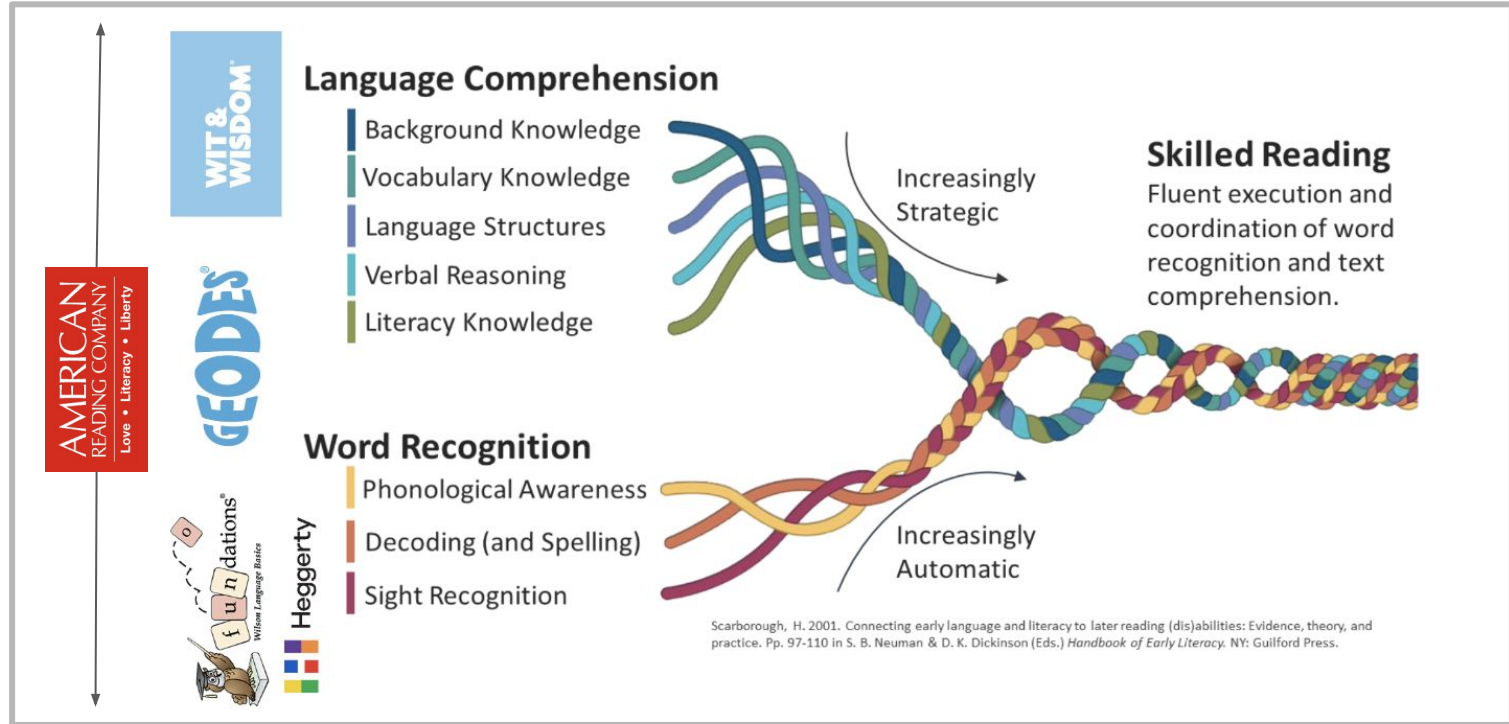 AMERICAN
READING COMPANY
Love • Literacy • Liberty
WIT &
WISDOM®
GEODES®
fundations®
Wilson Language Basics
Heggerty
Language Comprehension
Background Knowledge
Vocabulary Knowledge
Language Structures
Verbal Reasoning
Literacy Knowledge
Word Recognition
Phonological Awareness
Decoding (and Spelling)
Sight Recognition
Increasingly
Strategic
Increasingly
Automatic
Skilled Reading
Fluent execution and
coordination of word
recognition and text
comprehension.
Scarborough, H. 2001. Connecting early language and literacy to later reading (dis)abilities: Evidence, theory, and
practice. Pp. 97-110 in S. B. Neuman & D. K. Dickinson (Eds.) Handbook of Early Literacy. NY: Guilford Press.